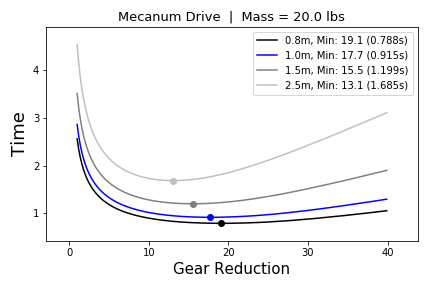 Mecanum Drive | Mass = 20.0 lbs
0.8m, Min: 19.1 (0.788s)
1.0m, Min: 17.7 (0.915s)
1.5m, Min: 15.5 (1.199s)
2.5m, Min: 13.1 (1.685s)
Time
4
3
2
1
0 10 20 30 40
Gear Reduction